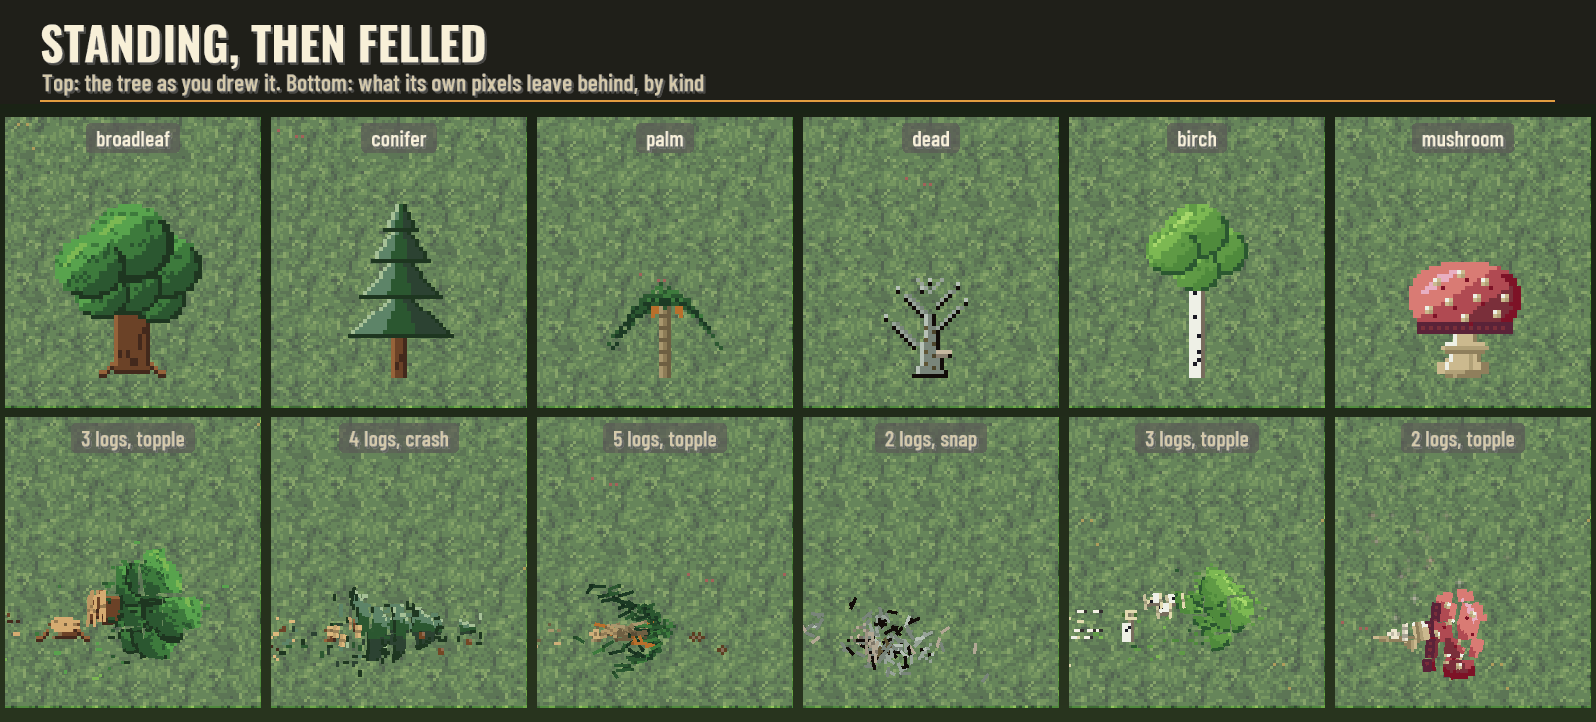 STANDING, THEN FELLED
Top: the tree as you drew it. Bottom: what its own pixels leave behind, by kind
broadleaf
conifer
palm
dead
birch
mushroom
3 logs, topple
4 logs, crash
5 logs, topple
2 logs, snap
3 logs, topple
2 logs, topple